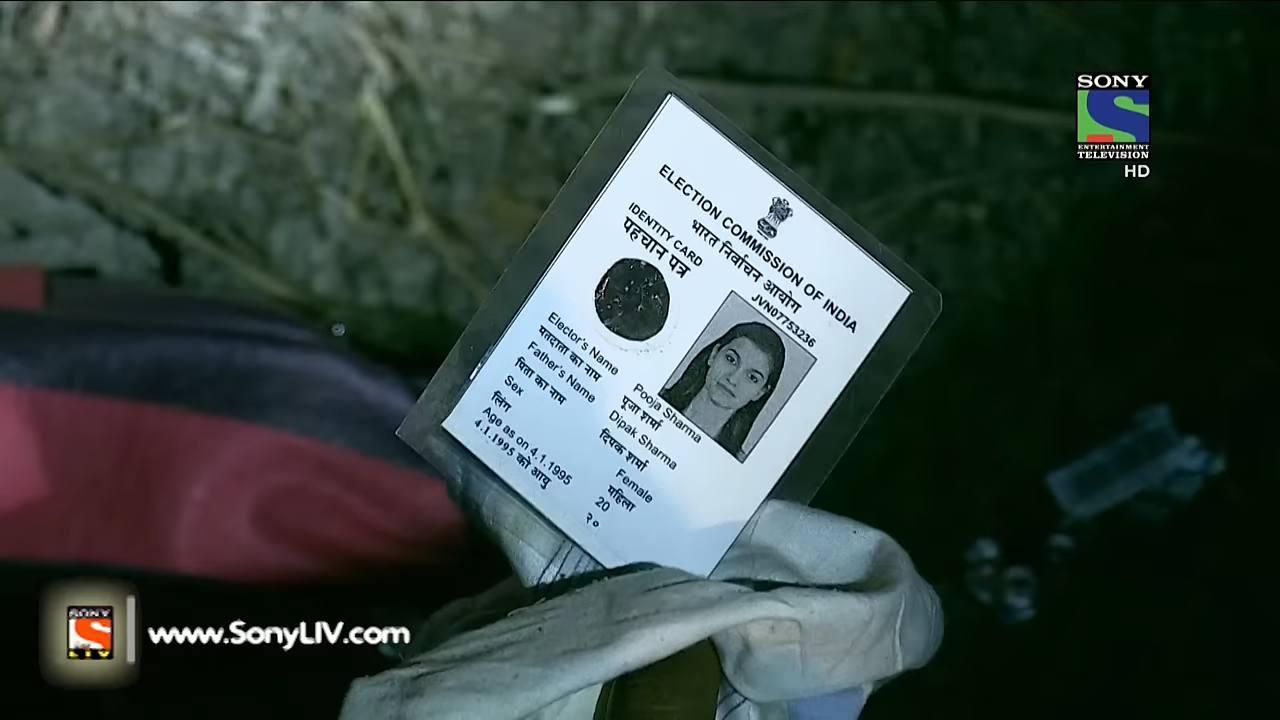 ELECTION COMMISSION OF INDIA
भारत निर्वाचन आयोग
IDENTITY CARD
पहचान पत्र
JVN07753236
Elector's Name Pooja Sharma
मतदाता का नाम पूजा शर्मा
Father's Name Dipak Sharma
पिता का नाम दिपक शर्मा
Sex Female
लिंग महिला
Age as on 4.1.1995 20
4.1.1995 को आयु २०
SONY
ENTERTAINMENT
TELEVISION
HD
SONY
LIV
www.SonyLIV.com